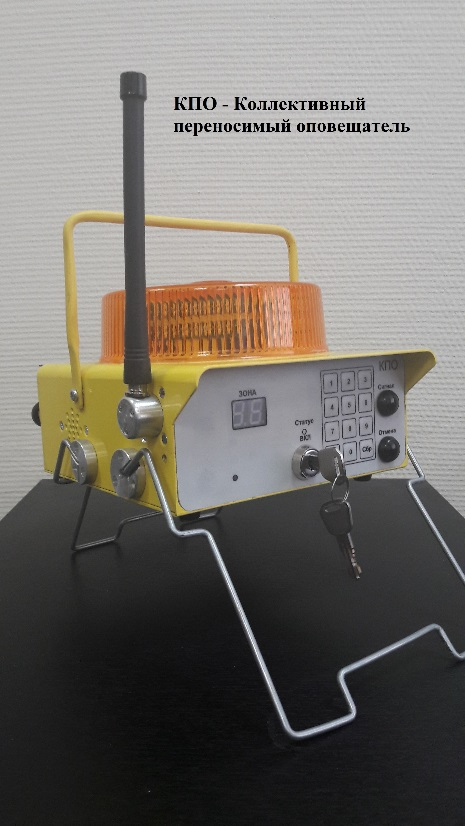 КПО - Коллективный
переносимый оповещатель
КПО
ЗОНА
1 2 3
Сигнал
4 5 6
Статус
7 8 9
Отмена
ВКЛ
0 Сбр